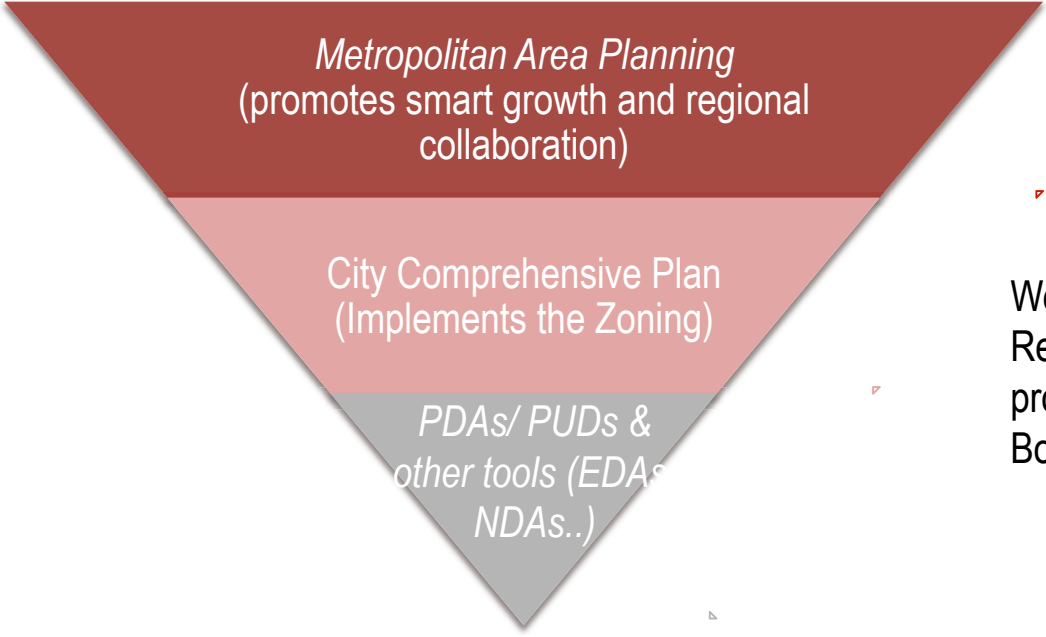 Metropolitan Area Planning
(promotes smart growth and regional
collaboration)
City Comprehensive Plan
(Implements the Zoning)
PDAs/ PUDs &
other tools (EDAs
NDAs..)